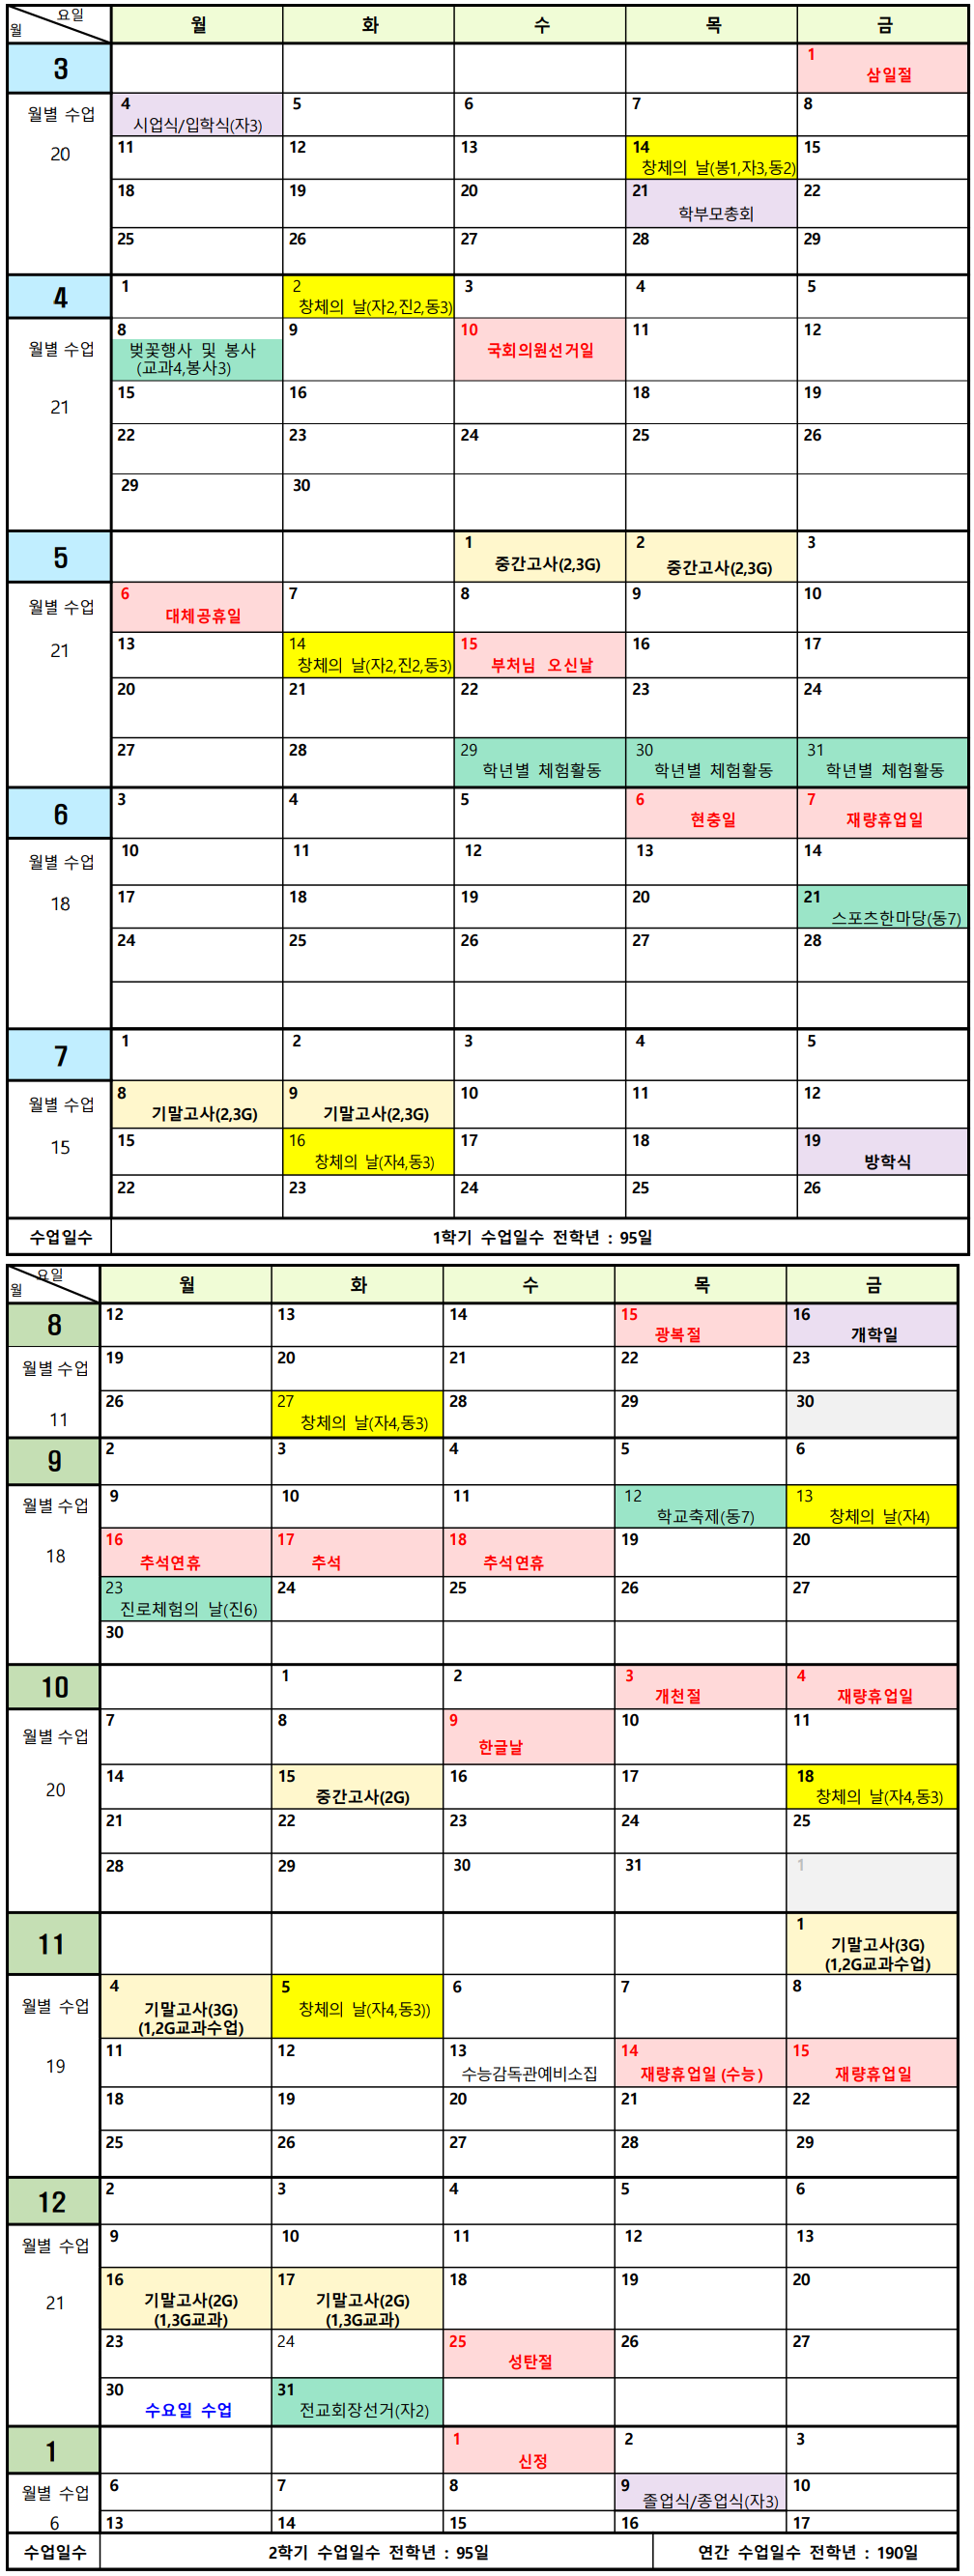 요일
월
월 화 수 목 금
3
1
삼일절
월별 수업
20
4 5 6 7 8
시업식/입학식(자3)
11 12 13 14 15
창체의 날(봉1,자3,동2)
18 19 20 21 22
학부모총회
25 26 27 28 29
4
1 2 3 4 5
창체의 날(자2,진2,동3)
월별 수업
21
8 9 10 11 12
벚꽃행사 및 봉사
(교과4,봉사3)
국회의원선거일
15 16 18 19
22 23 24 25 26
29 30
5
1 2 3
중간고사(2,3G) 중간고사(2,3G)
월별 수업
21
6 7 8 9 10
대체공휴일
13 14 15 16 17
창체의 날(자2,진2,동3) 부처님 오신날
20 21 22 23 24
27 28 29 30 31
학년별 체험활동 학년별 체험활동 학년별 체험활동
6
3 4 5 6 7
현충일 재량휴업일
월별 수업
18
10 11 12 13 14
17 18 19 20 21
스포츠한마당(동7)
24 25 26 27 28
7
1 2 3 4 5
월별 수업
15
8 9 10 11 12
기말고사(2,3G) 기말고사(2,3G)
15 16 17 18 19
창체의 날(자4,동3) 방학식
22 23 24 25 26
수업일수 1학기 수업일수 전학년 : 95일
요일
월
월 화 수 목 금
8
12 13 14 15 16
광복절 개학일
월별 수업
11
19 20 21 22 23
26 27 28 29 30
창체의 날(자4,동3)
9
2 3 4 5 6
월별 수업
18
9 10 11 12 13
학교축제(동7) 창체의 날(자4)
16 17 18 19 20
추석연휴 추석 추석연휴
23 24 25 26 27
진로체험의 날(진6)
30
10
1 2 3 4
개천절 재량휴업일
월별 수업
20
7 8 9 10 11
한글날
14 15 16 17 18
중간고사(2G) 창체의 날(자4,동3)
21 22 23 24 25
28 29 30 31 1
11
1
기말고사(3G)
(1,2G교과수업)
월별 수업
19
4 5 6 7 8
기말고사(3G) 창체의 날(자4,동3))
(1,2G교과수업)
11 12 13 14 15
수능감독관예비소집 재량휴업일 (수능) 재량휴업일
18 19 20 21 22
25 26 27 28 29
12
2 3 4 5 6
월별 수업
21
9 10 11 12 13
16 17 18 19 20
기말고사(2G) 기말고사(2G)
(1,3G교과) (1,3G교과)
23 24 25 26 27
성탄절
30 31
수요일 수업 전교회장선거(자2)
1
1 2 3
신정
월별 수업
6
6 7 8 9 10
졸업식/종업식(자3)
13 14 15 16 17
수업일수 2학기 수업일수 전학년 : 95일 연간 수업일수 전학년 : 190일